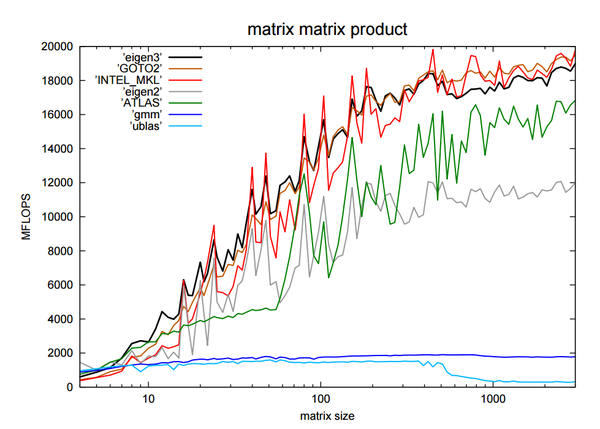 matrix matrix product
20000
18000
16000
14000
12000
10000
8000
6000
4000
2000
0
MFLOPS
'eigen3'
'GOTO2'
'INTEL_MKL'
'eigen2'
'ATLAS'
'gmm'
'ublas'
10
100
1000
matrix size